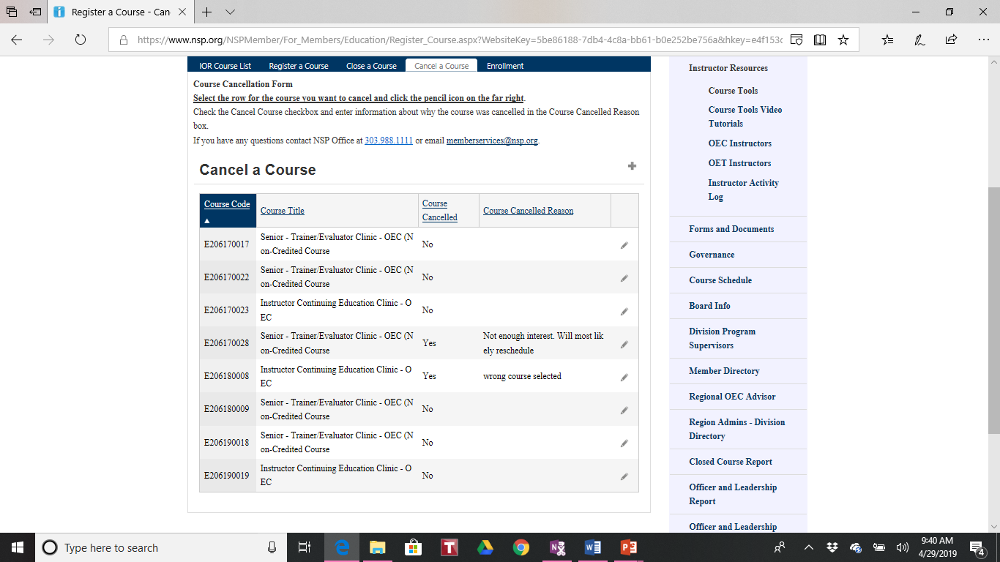 Register a Course - Can
https://www.nsp.org/NSPMember/For_Members/Education/Register_Course.aspx?WebsiteKey=5be86188-7db4-4c8a-bb61-b0e252be756a&hkey=e4f153c
IOR Course List Register a Course Close a Course Cancel a Course Enrollment
Course Cancellation Form
Select the row for the course you want to cancel and click the pencil icon on the far right.
Check the Cancel Course checkbox and enter information about why the course was cancelled in the Course Cancelled Reason
box.
If you have any questions contact NSP Office at 303.988.1111 or email memberservices@nsp.org.
Cancel a Course
Course Code Course Title Course
Cancelled Course Cancelled Reason
E206170017 Senior - Trainer/Evaluator Clinic - OEC (N
on-Credited Course No
E206170022 Senior - Trainer/Evaluator Clinic - OEC (N
on-Credited Course No
E206170023 Instructor Continuing Education Clinic - O
EC No
E206170028 Senior - Trainer/Evaluator Clinic - OEC (N
on-Credited Course Yes Not enough interest. Will most lik
ely reschedule
E206180008 Instructor Continuing Education Clinic - O
EC Yes wrong course selected
E206180009 Senior - Trainer/Evaluator Clinic - OEC (N
on-Credited Course No
E206190018 Senior - Trainer/Evaluator Clinic - OEC (N
on-Credited Course No
E206190019 Instructor Continuing Education Clinic - O
EC No
Instructor Resources
Course Tools
Course Tools Video
Tutorials
OEC Instructors
OET Instructors
Instructor Activity
Log
Forms and Documents
Governance
Course Schedule
Board Info
Division Program
Supervisors
Member Directory
Regional OEC Advisor
Region Admins - Division
Directory
Closed Course Report
Officer and Leadership
Report
Officer and Leadership
Type here to search
9:40 AM
4/29/2019
4